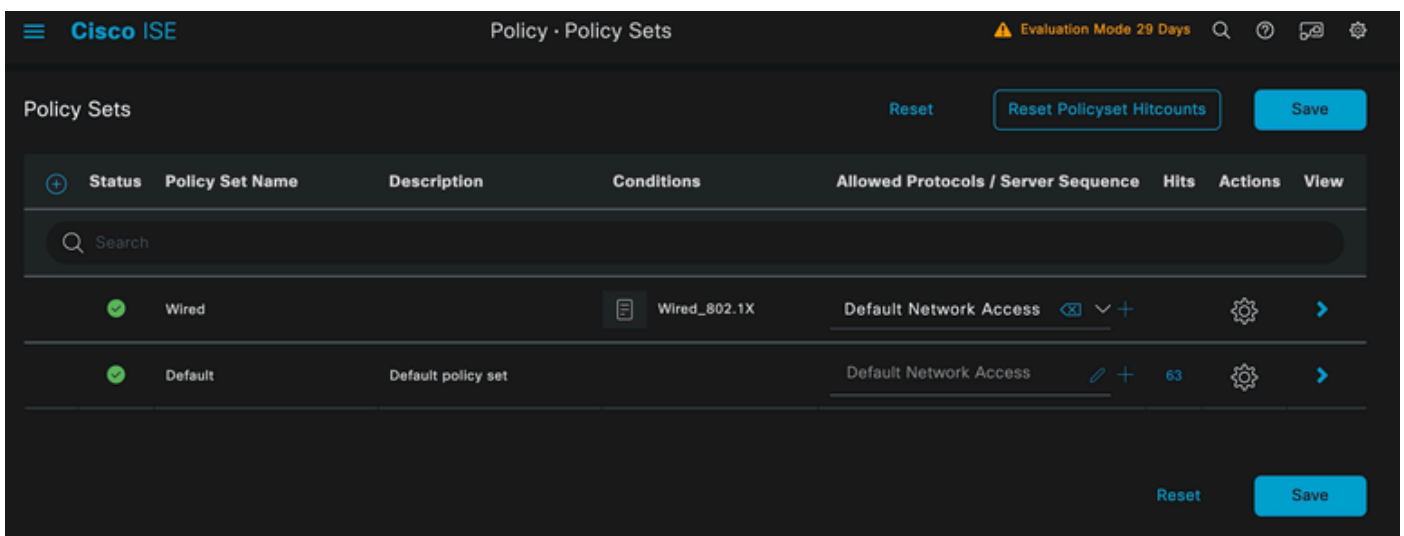 Cisco ISE Policy · Policy Sets Evaluation Mode 29 Days
Policy Sets Reset Reset Policyset Hitcounts Save
Status Policy Set Name Description Conditions Allowed Protocols / Server Sequence Hits Actions View
Search
Wired Wired_802.1X Default Network Access
Default Default policy set Default Network Access 63
Reset Save